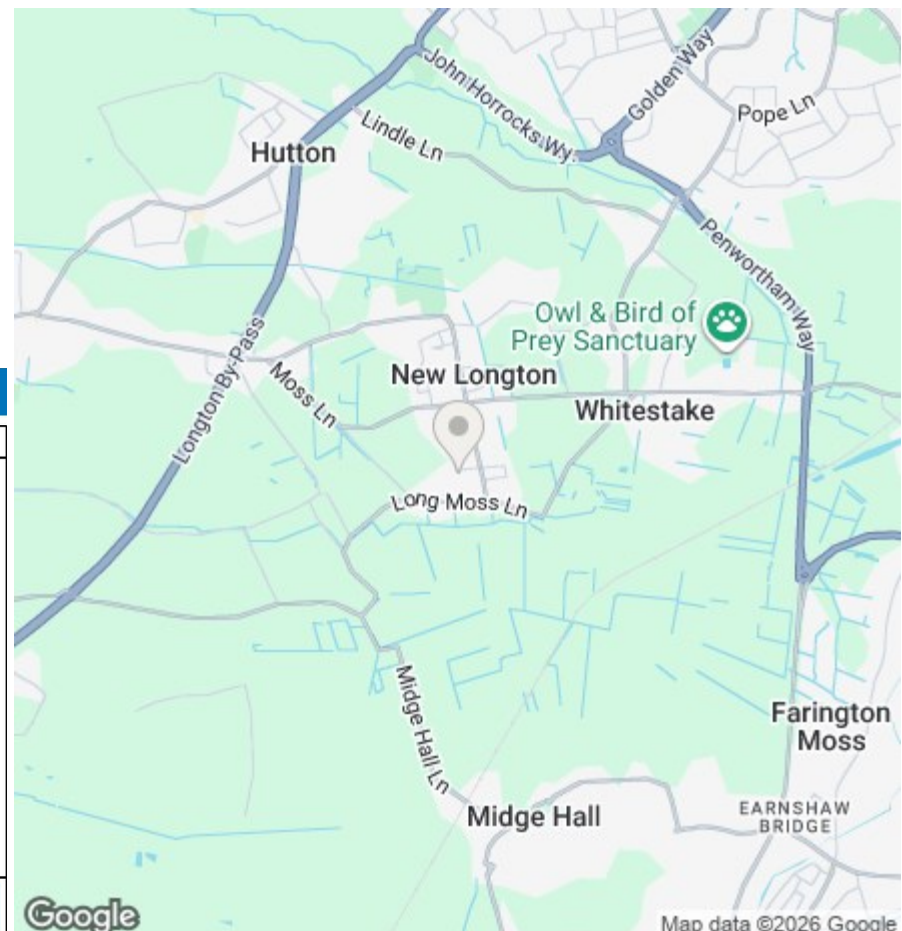 John Horrocks Wy.
Golden Way
Pope Ln
Lindle Ln
Hutton
Penwortham Way
Owl & Bird of
Prey Sanctuary
Longton By-Pass
New Longton
Moss Ln
Whitestake
Long Moss Ln
Midge Hall Ln
Farington
Moss
Midge Hall
EARNSHAW
BRIDGE
Google
Map data ©2026 Google